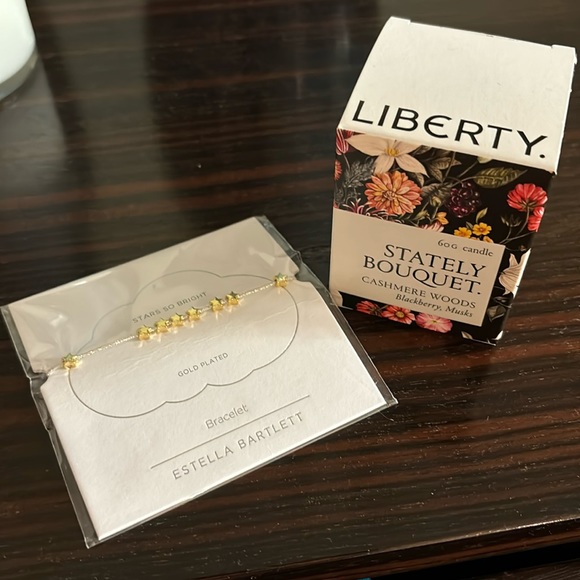 LIBERTY.
60G candle
STATELY
BOUQUET.
CASHMERE WOODS
Blackberry, Musks
STARS SO BRIGHT
GOLD PLATED
Bracelet
ESTELLA BARTLETT